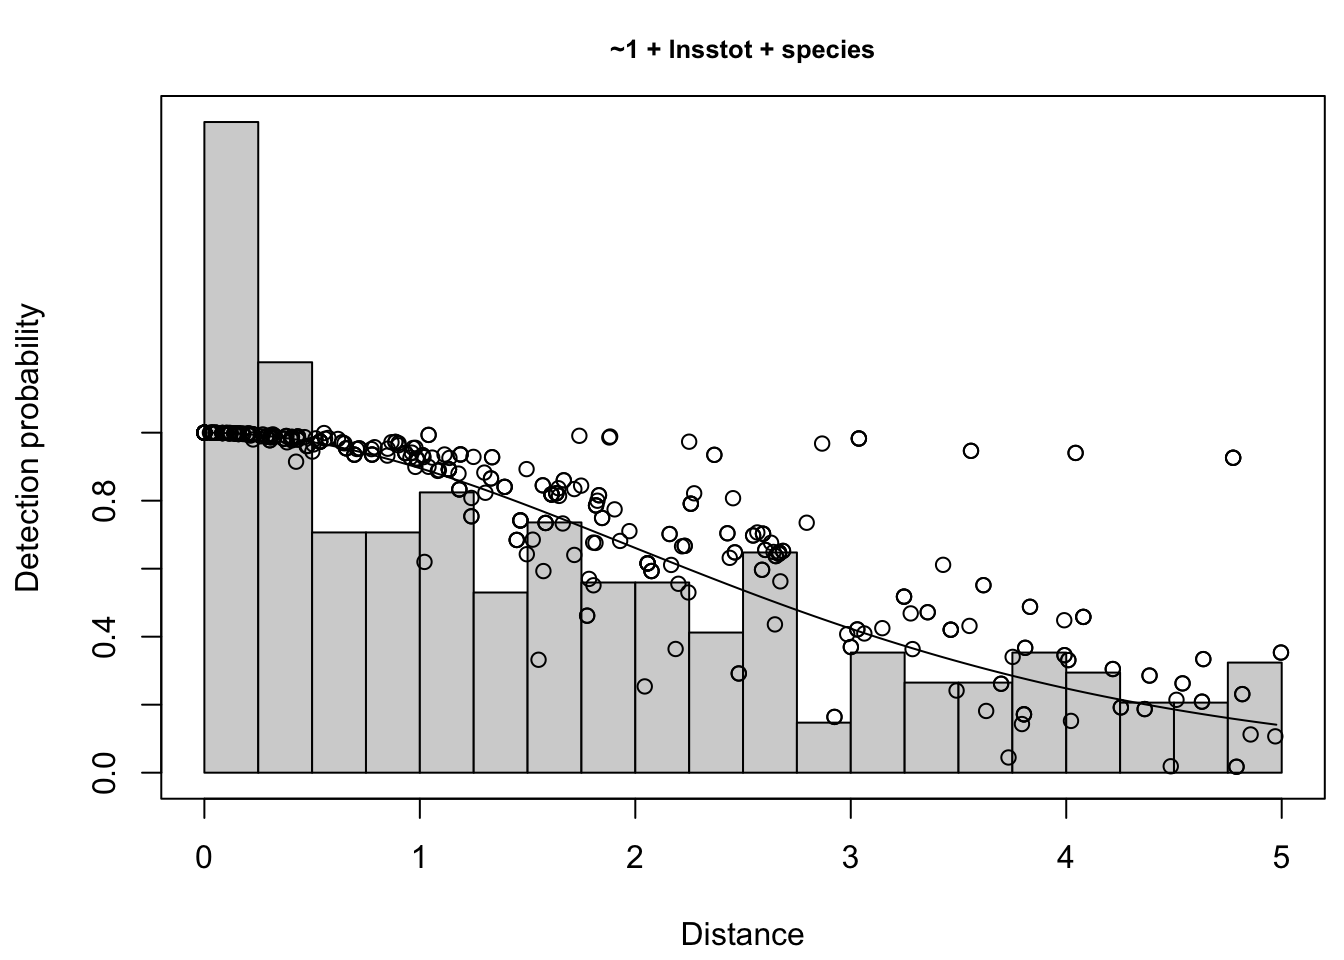 ~1 + lnsstot + species
Detection probability
0.8
0.4
0.0
0 1 2 3 4 5
Distance